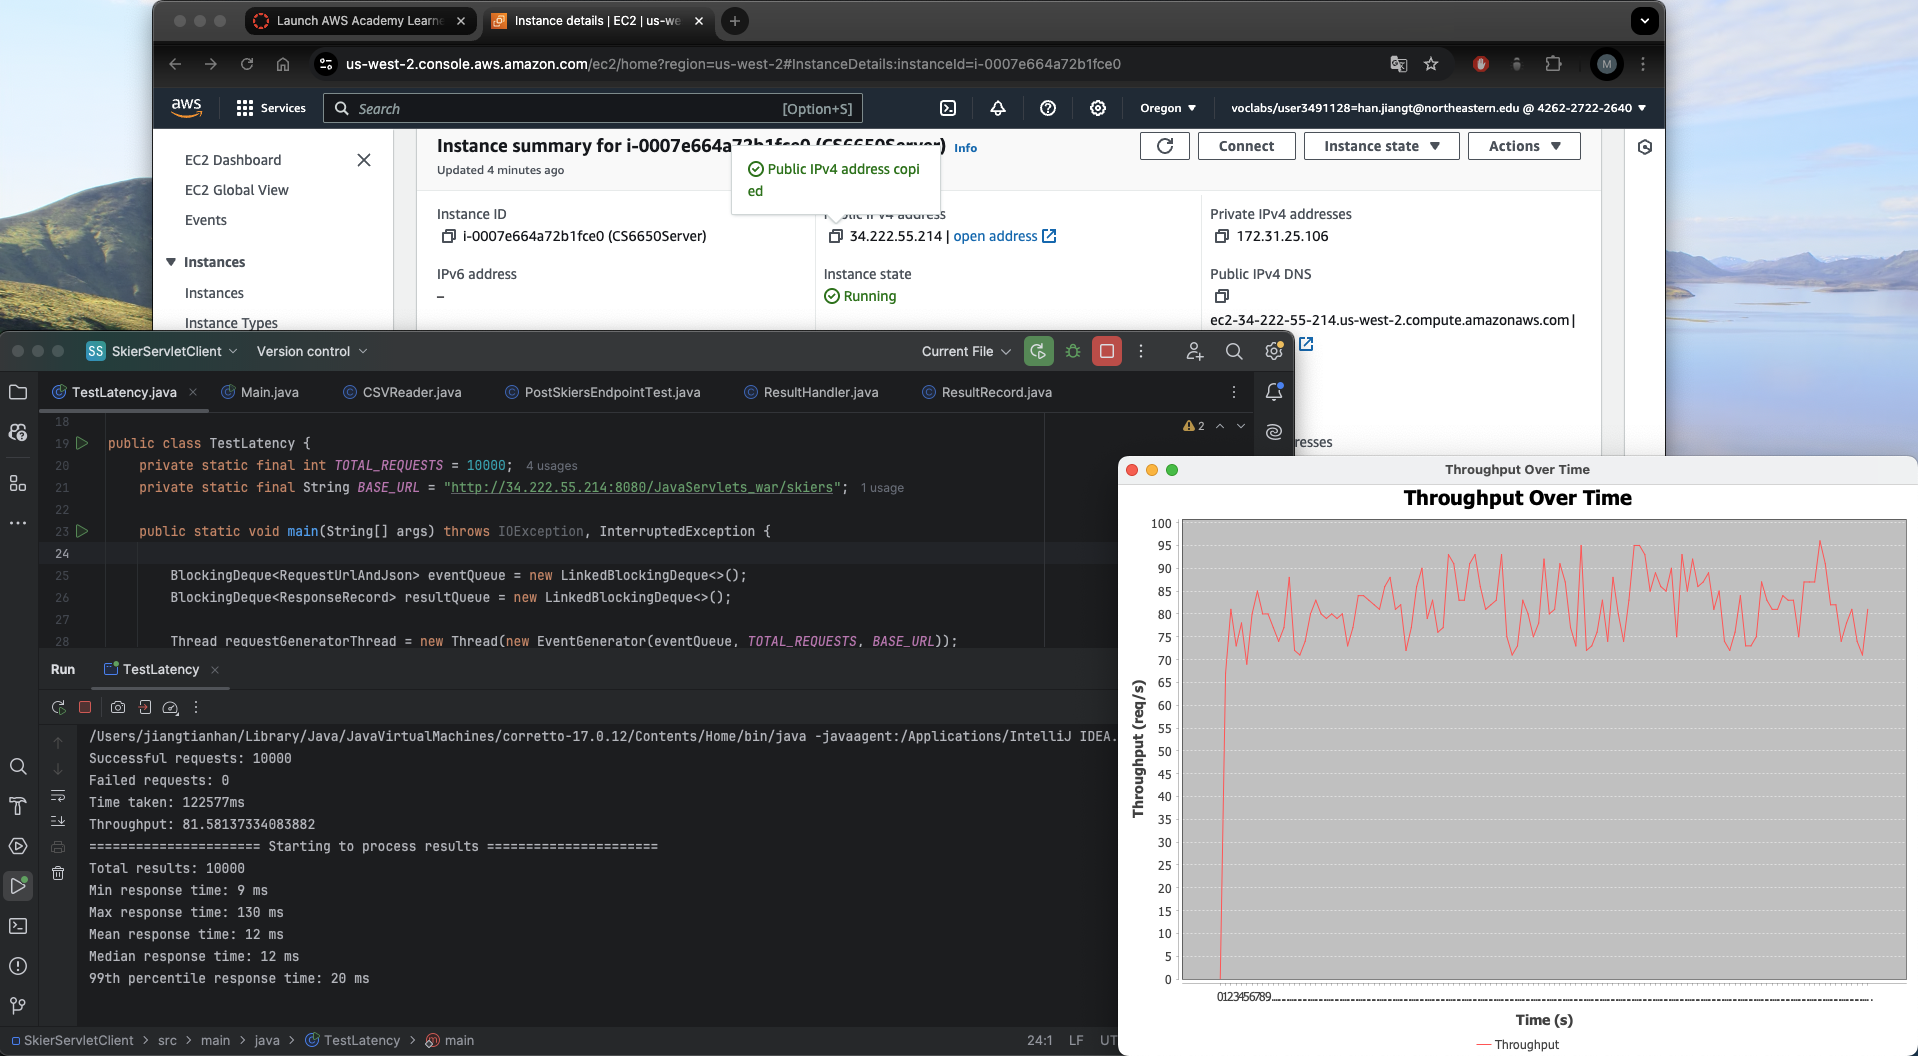 Launch AWS Academy Learne
Instance details | EC2 | us-we
us-west-2.console.aws.amazon.com/ec2/home?region=us-west-2#InstanceDetails:instanceId=i-0007e664a72b1fce0
M
aws
Services
Search
[Option+S]
Oregon
voclabs/user3491128=han.jiangt@northeastern.edu @ 4262-2722-2640
EC2 Dashboard
EC2 Global View
Events
Instances
Instances
Instance Types
Instance summary for i-0007e664a72b1fce0 (CS6650Server)
Info
Updated 4 minutes ago
Connect
Instance state
Actions
Public IPv4 address copi
ed
Instance ID
i-0007e664a72b1fce0 (CS6650Server)
Public IPv4 address
34.222.55.214 | open address
Private IPv4 addresses
172.31.25.106
IPv6 address
–
Instance state
Running
Public IPv4 DNS
ec2-34-222-55-214.us-west-2.compute.amazonaws.com |
resses
SS
SkierServletClient
Version control
Current File
TestLatency.java
Main.java
CSVReader.java
PostSkiersEndpointTest.java
ResultHandler.java
ResultRecord.java
2
18
19 public class TestLatency {
20 private static final int TOTAL_REQUESTS = 10000; 4 usages
21 private static final String BASE_URL = "http://34.222.55.214:8080/JavaServlets_war/skiers"; 1 usage
22
23 public static void main(String[] args) throws IOException, InterruptedException {
24
25 BlockingDeque<RequestUrlAndJson> eventQueue = new LinkedBlockingDeque<>();
26 BlockingDeque<ResponseRecord> resultQueue = new LinkedBlockingDeque<>();
27
28 Thread requestGeneratorThread = new Thread(new EventGenerator(eventQueue, TOTAL_REQUESTS, BASE_URL));
Run
TestLatency
/Users/jiangtianhan/Library/Java/JavaVirtualMachines/corretto-17.0.12/Contents/Home/bin/java -javaagent:/Applications/IntelliJ IDEA.
Successful requests: 10000
Failed requests: 0
Time taken: 122577ms
Throughput: 81.58137334083882
====================== Starting to process results ======================
Total results: 10000
Min response time: 9 ms
Max response time: 130 ms
Mean response time: 12 ms
Median response time: 12 ms
99th percentile response time: 20 ms
SkierServletClient > src > main > java > TestLatency > main
24:1 LF UT
Throughput Over Time
Throughput Over Time
100
95
90
85
80
75
70
65
60
55
50
45
40
35
30
25
20
15
10
5
0
Throughput (req/s)
0123456789
Time (s)
Throughput